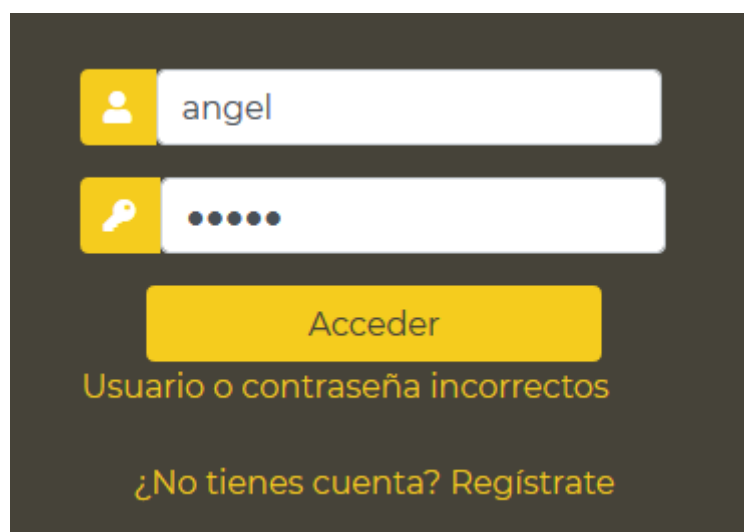 angel
•••••
Acceder
Usuario o contraseña incorrectos
¿No tienes cuenta? Regístrate